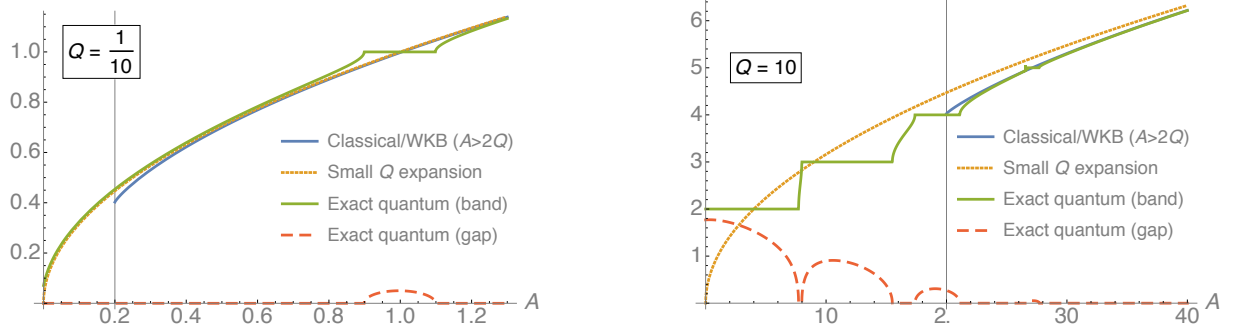 Q = 1/10
1.0
0.8
0.6
0.4
0.2
0.2
0.4
0.6
0.8
1.0
1.2
A
Classical/WKB (A>2Q)
Small Q expansion
Exact quantum (band)
Exact quantum (gap)
Q = 10
6
5
4
3
2
1
10
2.
30
40
A
Classical/WKB (A>2Q)
Small Q expansion
Exact quantum (band)
Exact quantum (gap)